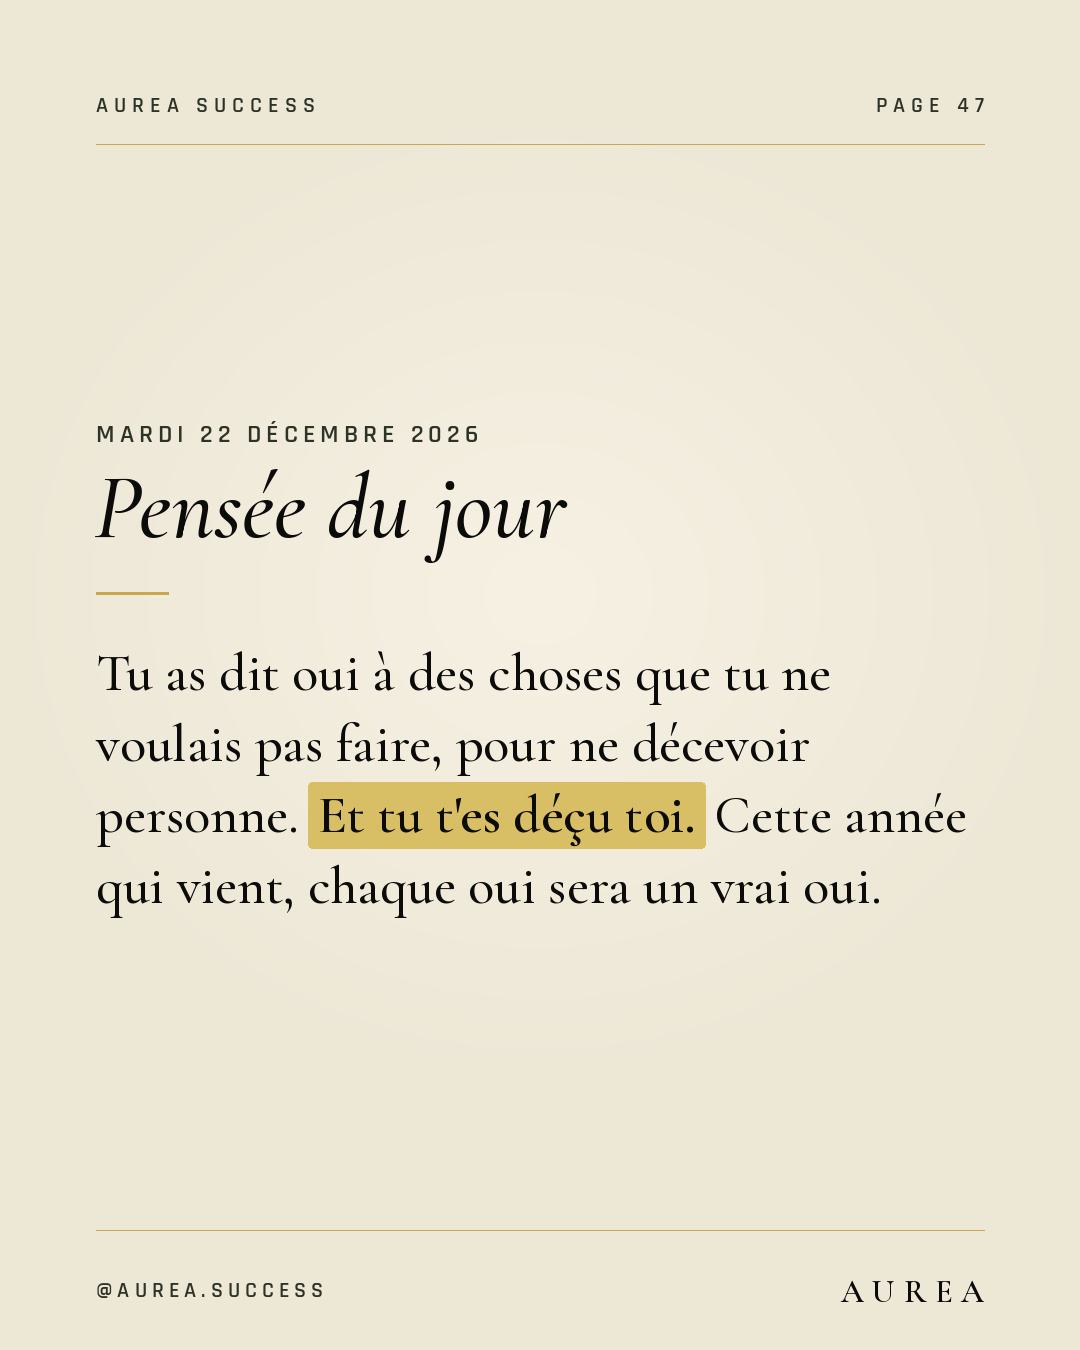 AUREA SUCCESS
PAGE 47
MARDI 22 DÉCEMBRE 2026
Pensée du jour
Tu as dit oui à des choses que tu ne
voulais pas faire, pour ne décevoir
personne. Et tu t'es déçu toi. Cette année
qui vient, chaque oui sera un vrai oui.
@AUREA.SUCCESS
AUREA